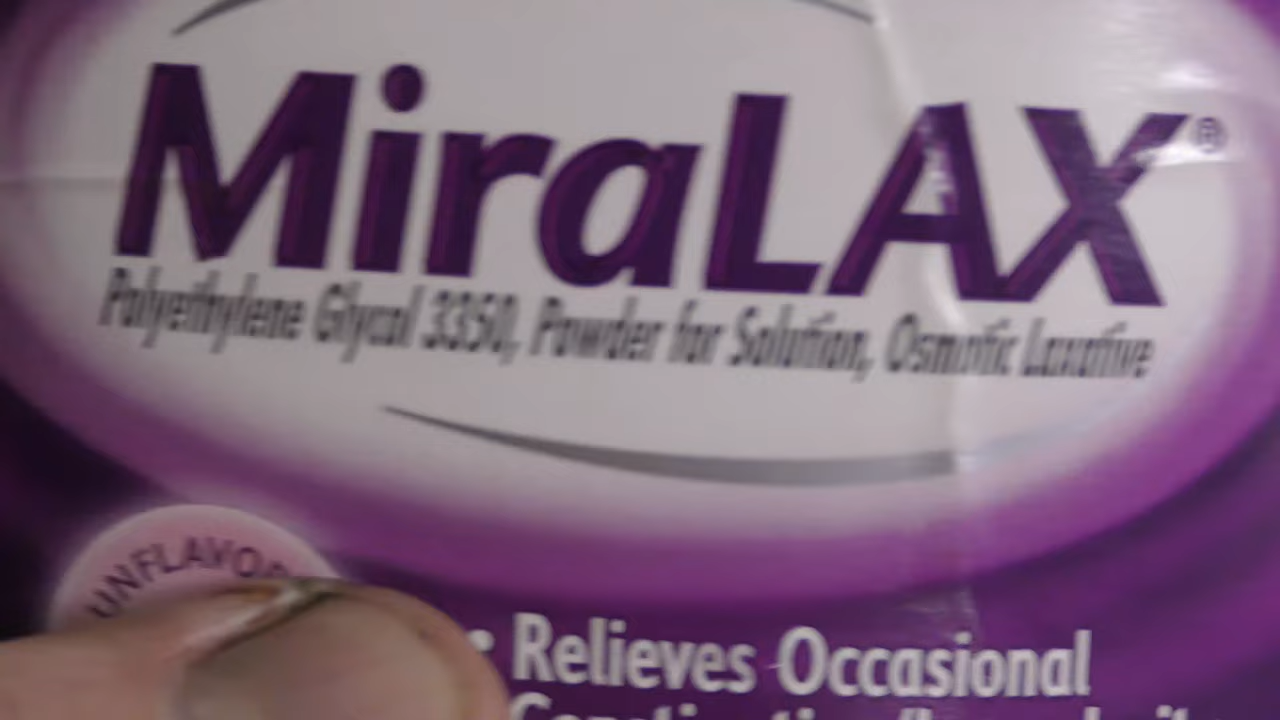 MiraLAX®
Polyethylene Glycol 3350, Powder for Solution, Osmotic Laxative
• Relieves Occasional